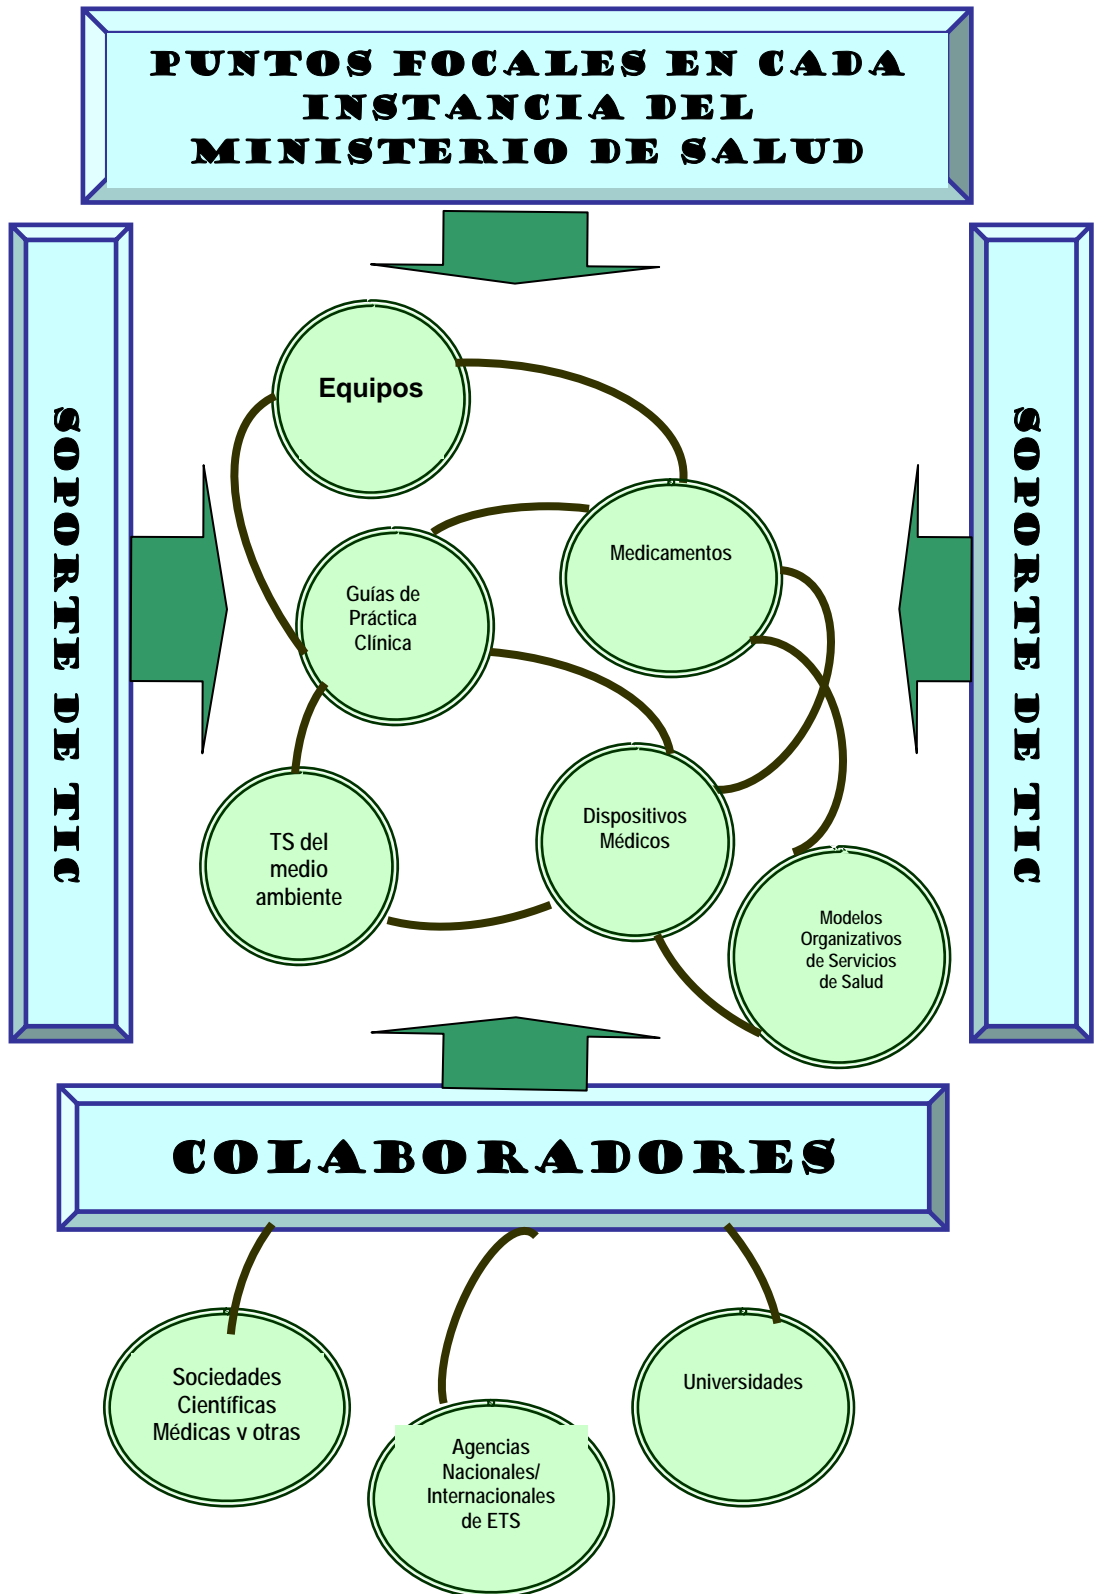 PUNTOS FOCALES EN CADA
INSTANCIA DEL
MINISTERIO DE SALUD
SOPORTE DE TIC
SOPORTE DE TIC
Equipos
Medicamentos
Guías de
Práctica
Clínica
Dispositivos
Médicos
TS del
medio
ambiente
Modelos
Organizativos
de Servicios
de Salud
COLABORADORES
Sociedades
Científicas
Médicas y otras
Universidades
Agencias
Nacionales/
Internacionales
de ETS